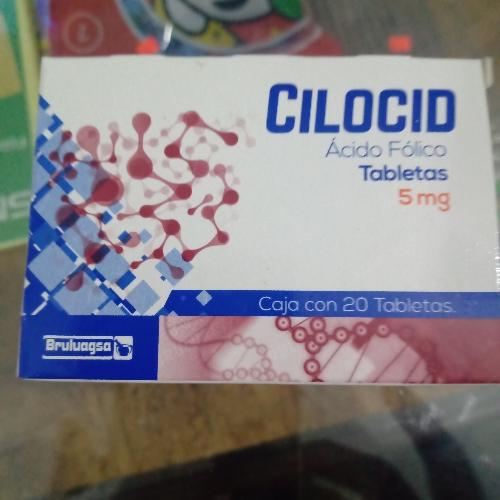 CILOCID
Ácido Fólico
Tabletas
5 mg
Caja con 20 Tabletas.
Bruluagsa